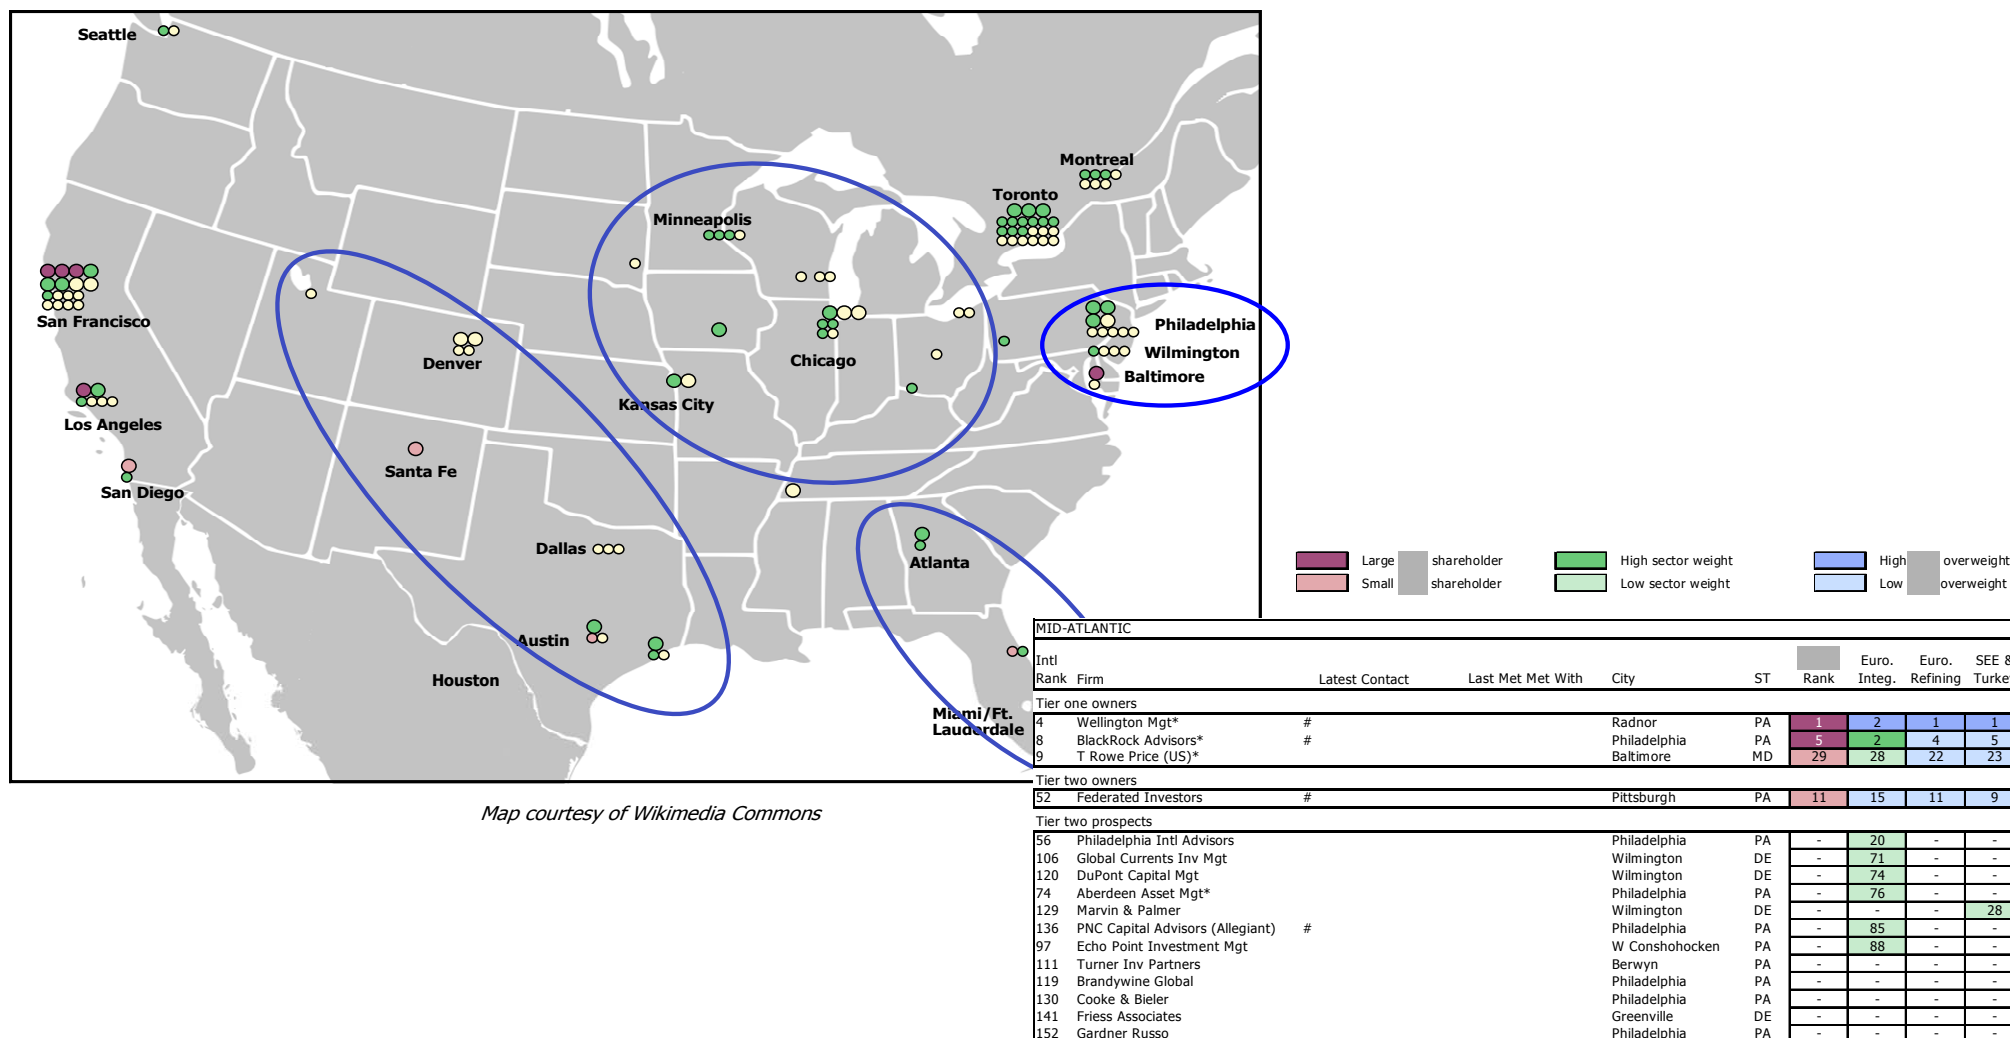 Seattle
Montreal
Toronto
Minneapolis
San Francisco
Philadelphia
Denver
Chicago
Wilmington
Baltimore
Kansas City
Los Angeles
Santa Fe
San Diego
Dallas
Atlanta
Austin
Houston
Miami/Ft.
Lauderdale
Map courtesy of Wikimedia Commons
Large shareholder High sector weight High overweight
Small shareholder Low sector weight Low overweight
MID-ATLANTIC
Intl Euro. Euro. SEE &
Rank Firm Latest Contact Last Met Met With City ST Rank Integ. Refining Turke
Tier one owners
4 Wellington Mgt* # Radnor PA 1 2 1 1
8 BlackRock Advisors* # Philadelphia PA 5 2 4 5
9 T Rowe Price (US)* Baltimore MD 29 28 22 23
Tier two owners
52 Federated Investors # Pittsburgh PA 11 15 11 9
Tier two prospects
56 Philadelphia Intl Advisors Philadelphia PA - 20 - -
106 Global Currents Inv Mgt Wilmington DE - 71 - -
120 DuPont Capital Mgt Wilmington DE - 74 - -
74 Aberdeen Asset Mgt* Philadelphia PA - 76 - -
129 Marvin & Palmer Wilmington DE - - - 28
136 PNC Capital Advisors (Allegiant) # Philadelphia PA - 85 - -
97 Echo Point Investment Mgt W Conshohocken PA - 88 - -
111 Turner Inv Partners Berwyn PA - - - -
119 Brandywine Global Philadelphia PA - - - -
130 Cooke & Bieler Philadelphia PA - - - -
141 Friess Associates Greenville DE - - - -
152 Gardner Russo Philadelphia PA - - - -